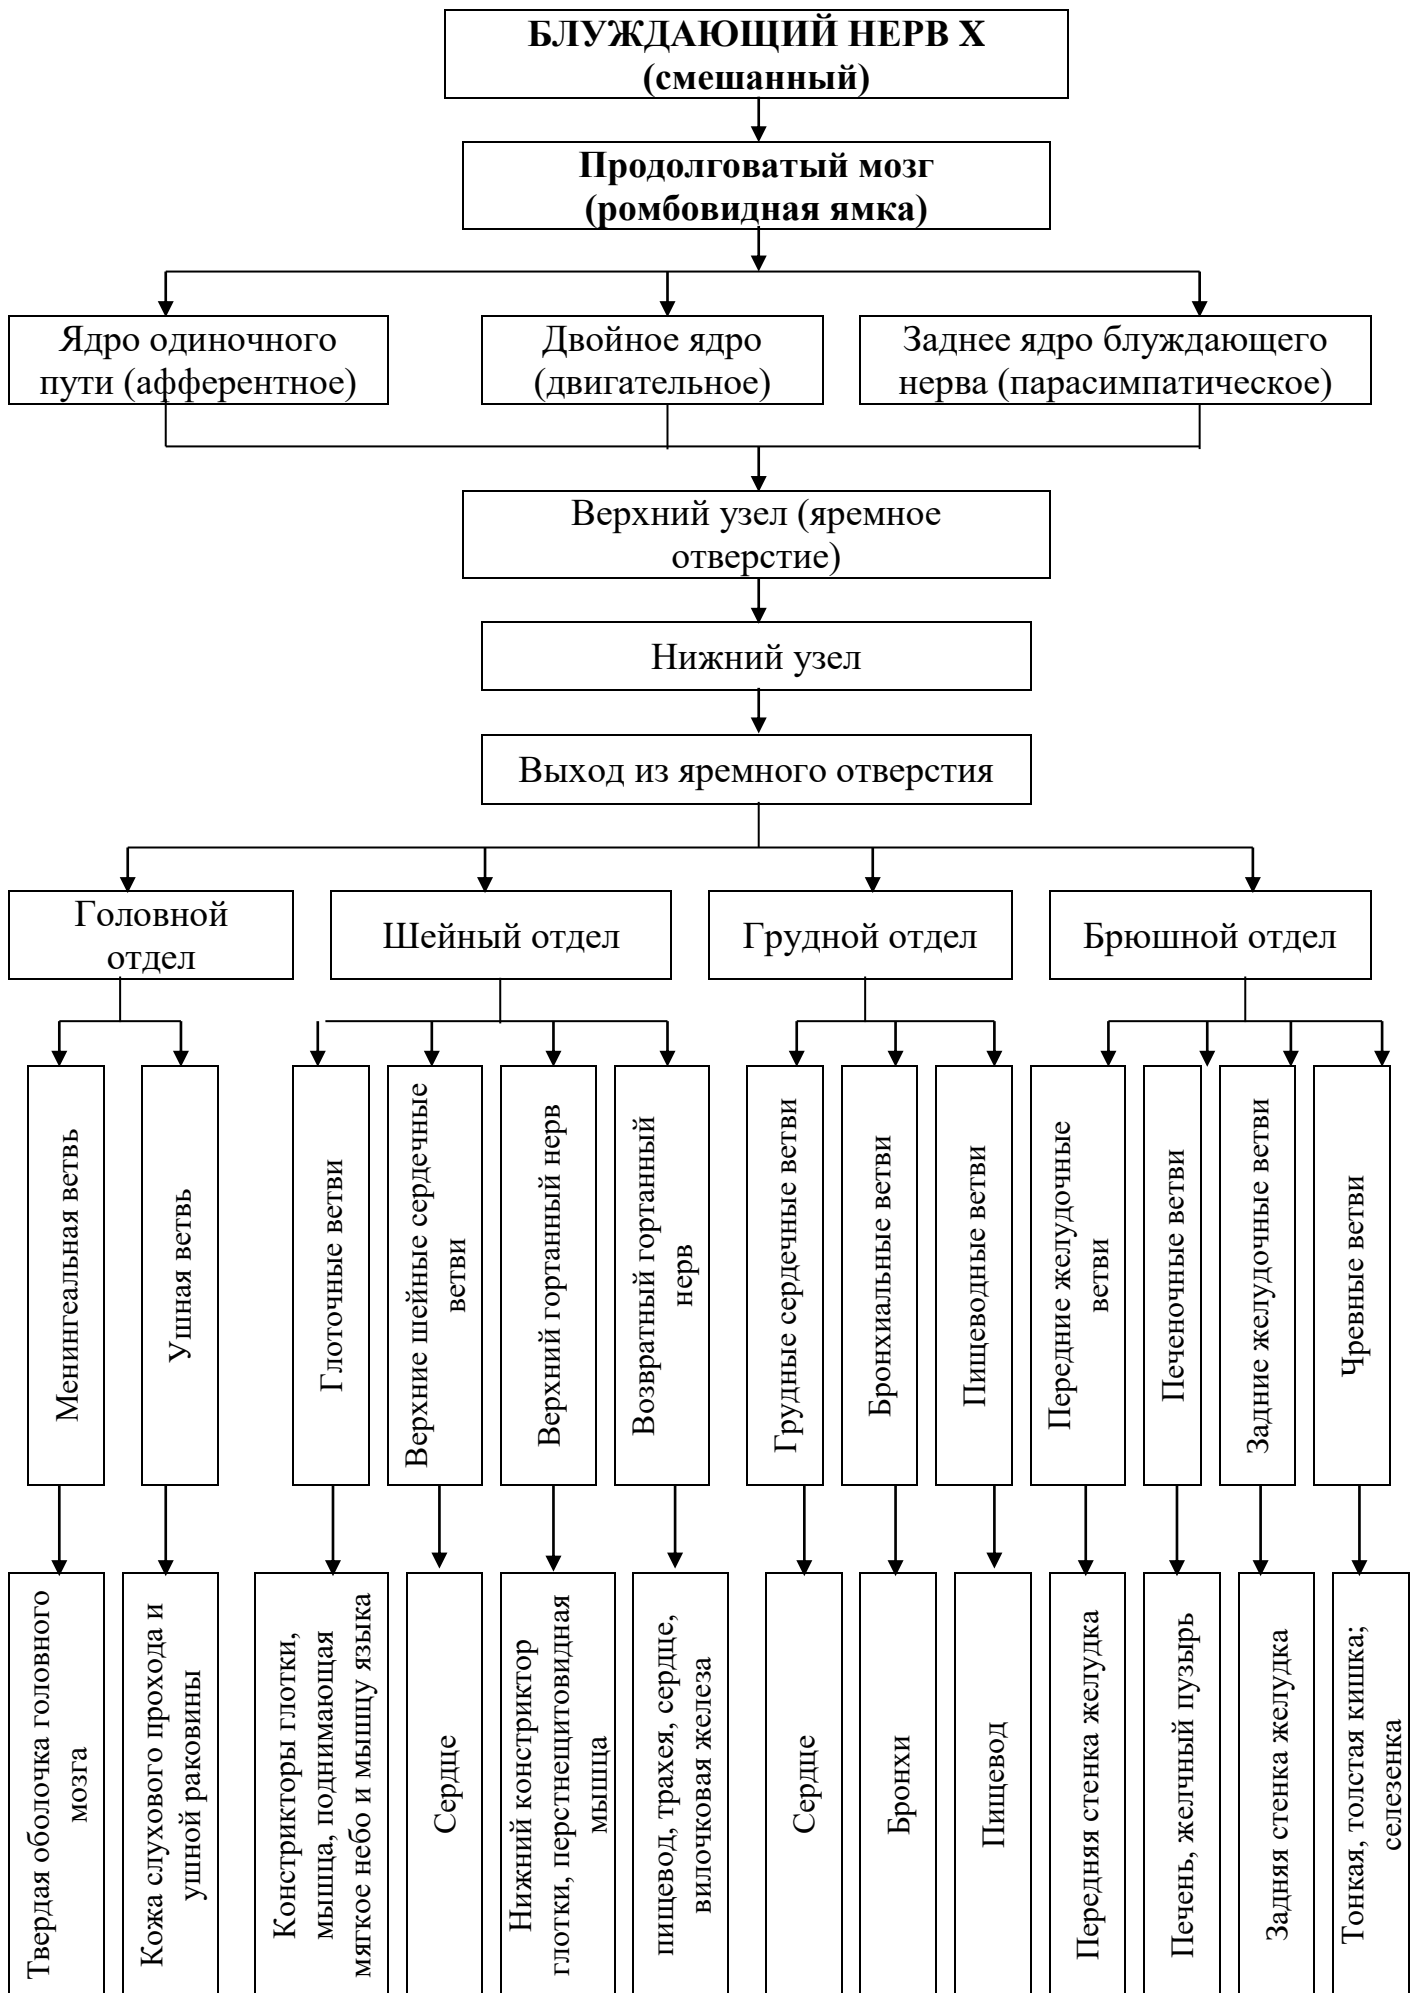 БЛУЖДАЮЩИЙ НЕРВ X
(смешанный)
Продолговатый мозг
(ромбовидная ямка)
Ядро одиночного
пути (афферентное)
Двойное ядро
(двигательное)
Заднее ядро блуждающего
нерва (парасимпатическое)
Верхний узел (яремное
отверстие)
Нижний узел
Выход из яремного отверстия
Головной
отдел
Шейный отдел
Грудной отдел
Брюшной отдел
Менингеальная ветвь
Ушная ветвь
Глоточные ветви
Верхние шейные сердечные
ветви
Верхний гортанный нерв
Возвратный гортанный
нерв
Грудные сердечные ветви
Бронхиальные ветви
Пищеводные ветви
Передние желудочные
ветви
Печеночные ветви
Задние желудочные ветви
Чревные ветви
Твердая оболочка головного
мозга
Кожа слухового прохода и
ушной раковины
Констрикторы глотки,
мышца, поднимающая
мягкое небо и мышцу языка
Сердце
Нижний констриктор
глотки, перстнещитовидная
мышца
пищевод, трахея, сердце,
вилочковая железа
Сердце
Бронхи
Пищевод
Передняя стенка желудка
Печень, желчный пузырь
Задняя стенка желудка
Тонкая, толстая кишка;
селезенка